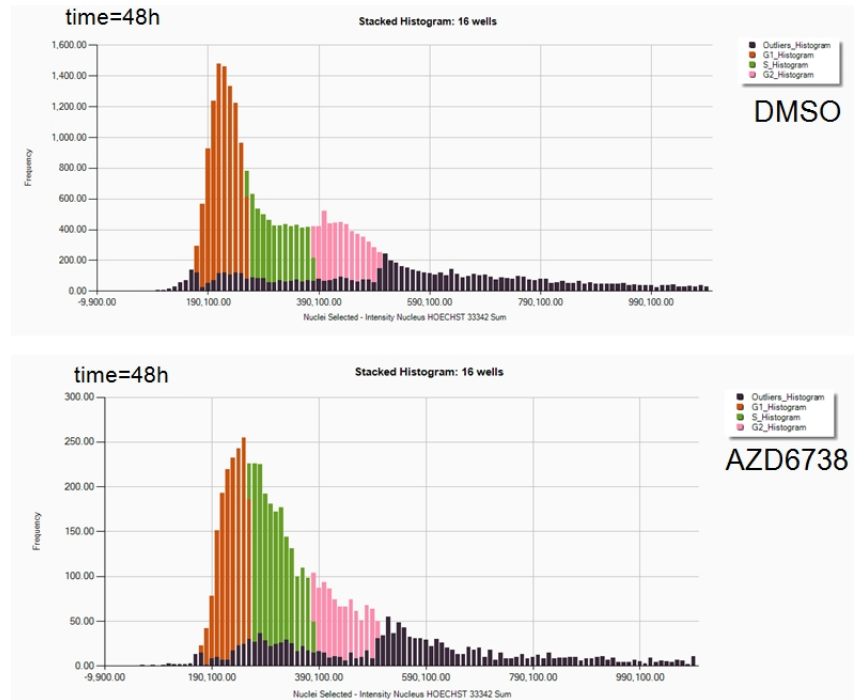 time=48h
Stacked Histogram: 16 wells
1,600.00
1,400.00
1,200.00
1,000.00
800.00
600.00
400.00
200.00
0.00
Frequency
-9,900.00 190,100.00 390,100.00 590,100.00 790,100.00 990,100.00
Nuclei Selected - Intensity Nucleus HOECHST 33342 Sum
Outliers_Histogram
G1_Histogram
S_Histogram
G2_Histogram
DMSO
time=48h
Stacked Histogram: 16 wells
300.00
250.00
200.00
150.00
100.00
50.00
0.00
Frequency
-9,900.00 190,100.00 390,100.00 590,100.00 790,100.00 990,100.00
Nuclei Selected - Intensity Nucleus HOECHST 33342 Sum
Outliers_Histogram
G1_Histogram
S_Histogram
G2_Histogram
AZD6738